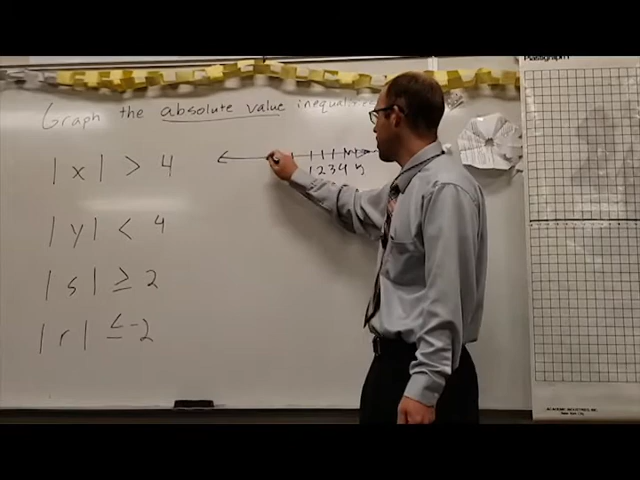 Graph the absolute value inequalities
|x| > 4
1 2 3 4 5
|y| < 4
|s| ≥ 2
|r| ≤ -2